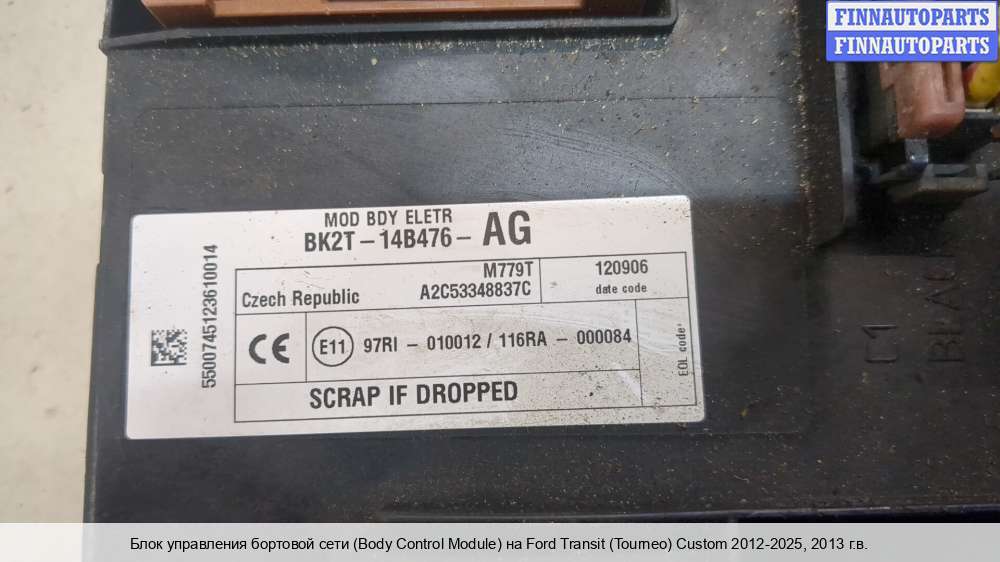 FINNAUTOPARTS
FINNAUTOPARTS
MOD BDY ELETR
BK2T-14B476-AG
M779T
Czech Republic A2C53348837C
120906
date code
CE E11 97RI - 010012 / 116RA - 000084
EOL code:
SCRAP IF DROPPED
5500745123610014
C1
BLACK
Блок управления бортовой сети (Body Control Module) на Ford Transit (Tourneo) Custom 2012-2025, 2013 г.в.